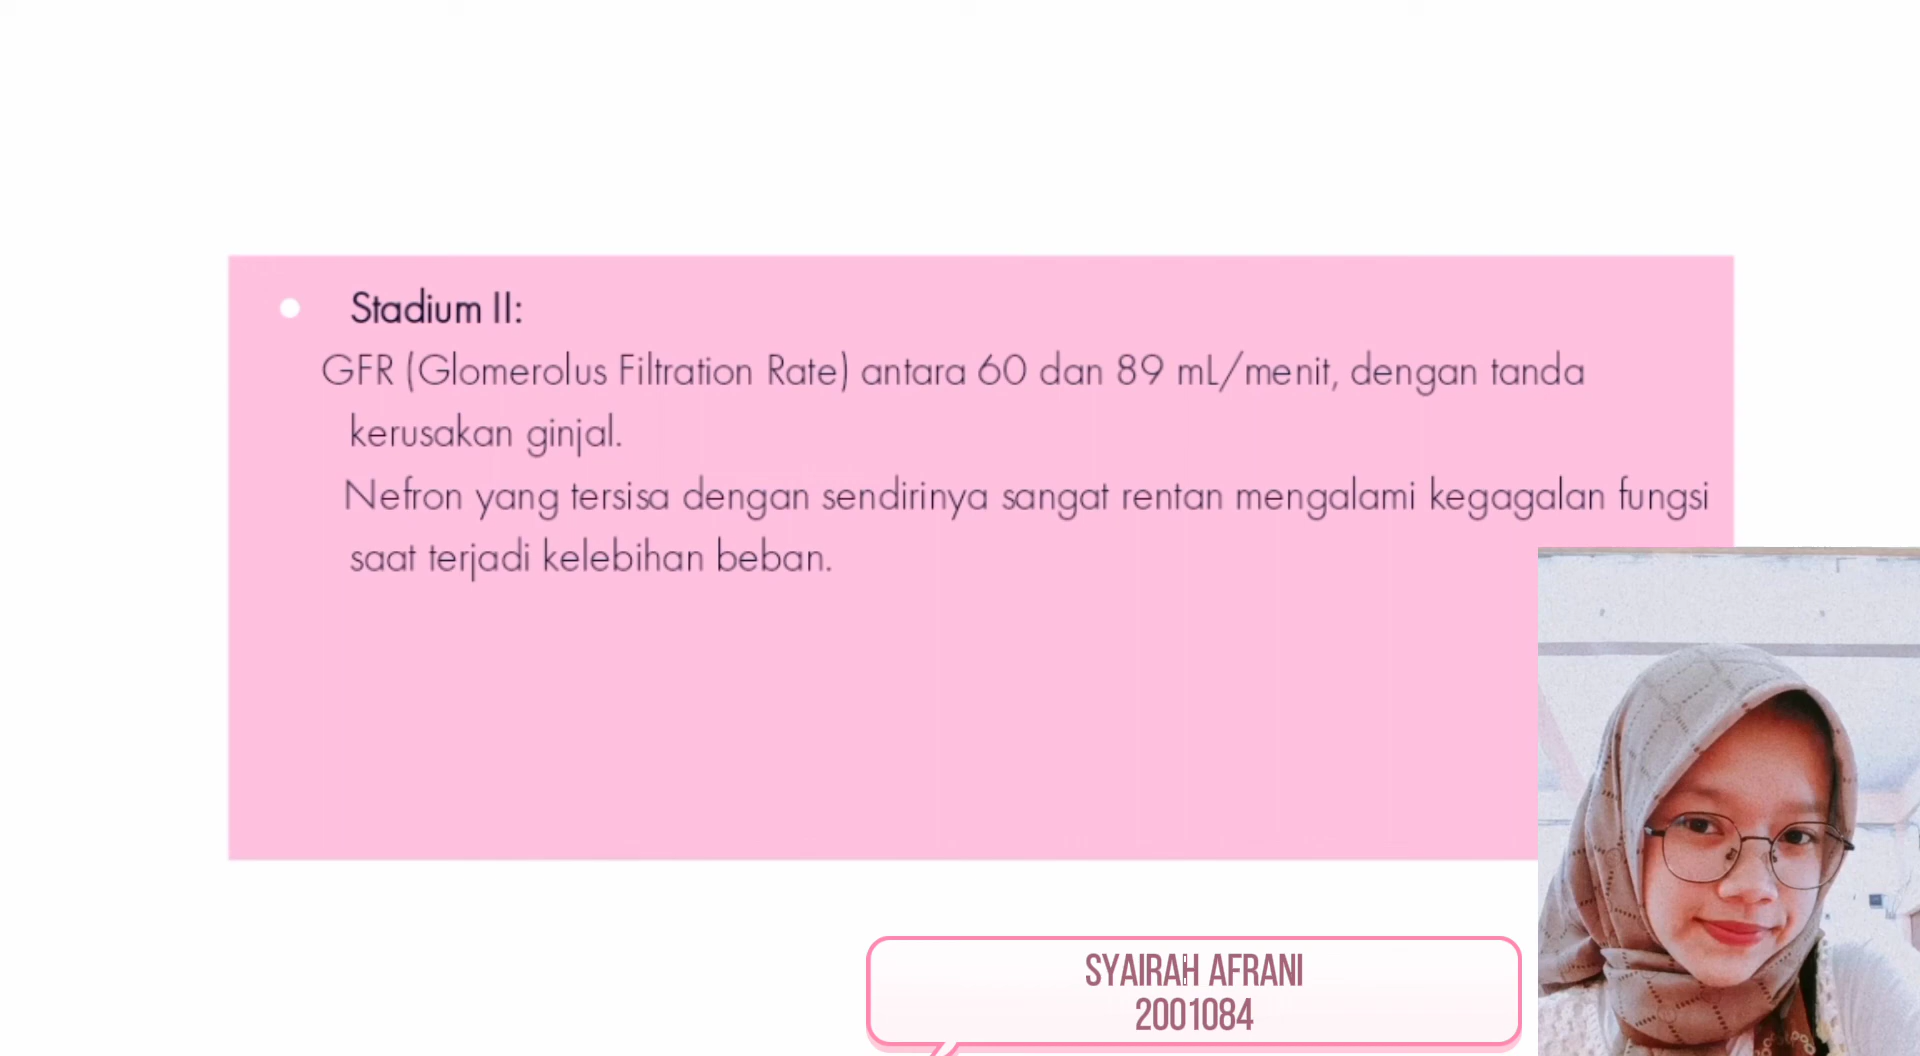 Stadium II:
GFR (Glomerolus Filtration Rate) antara 60 dan 89 mL/menit, dengan tanda
kerusakan ginjal.
Nefron yang tersisa dengan sendirinya sangat rentan mengalami kegagalan fungsi
saat terjadi kelebihan beban.
SYAIRAH AFRANI
2001084